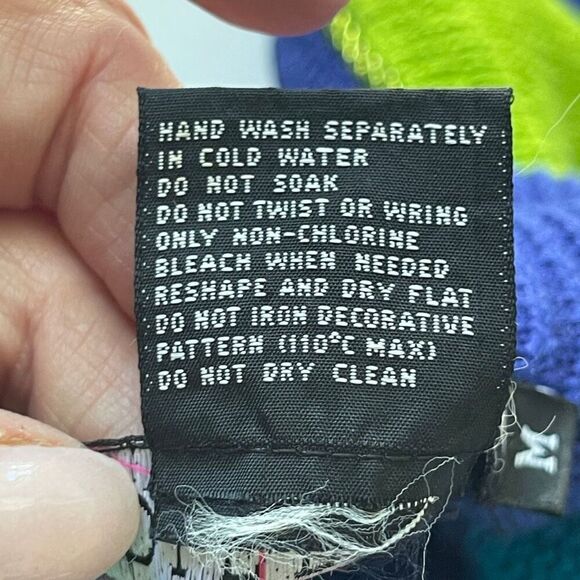 HAND WASH SEPARATELY
IN COLD WATER
DO NOT SOAK
DO NOT TWIST OR WRING
ONLY NON-CHLORINE
BLEACH WHEN NEEDED
RESHAPE AND DRY FLAT
DO NOT IRON DECORATIVE
PATTERN (110°C MAX)
DO NOT DRY CLEAN
M